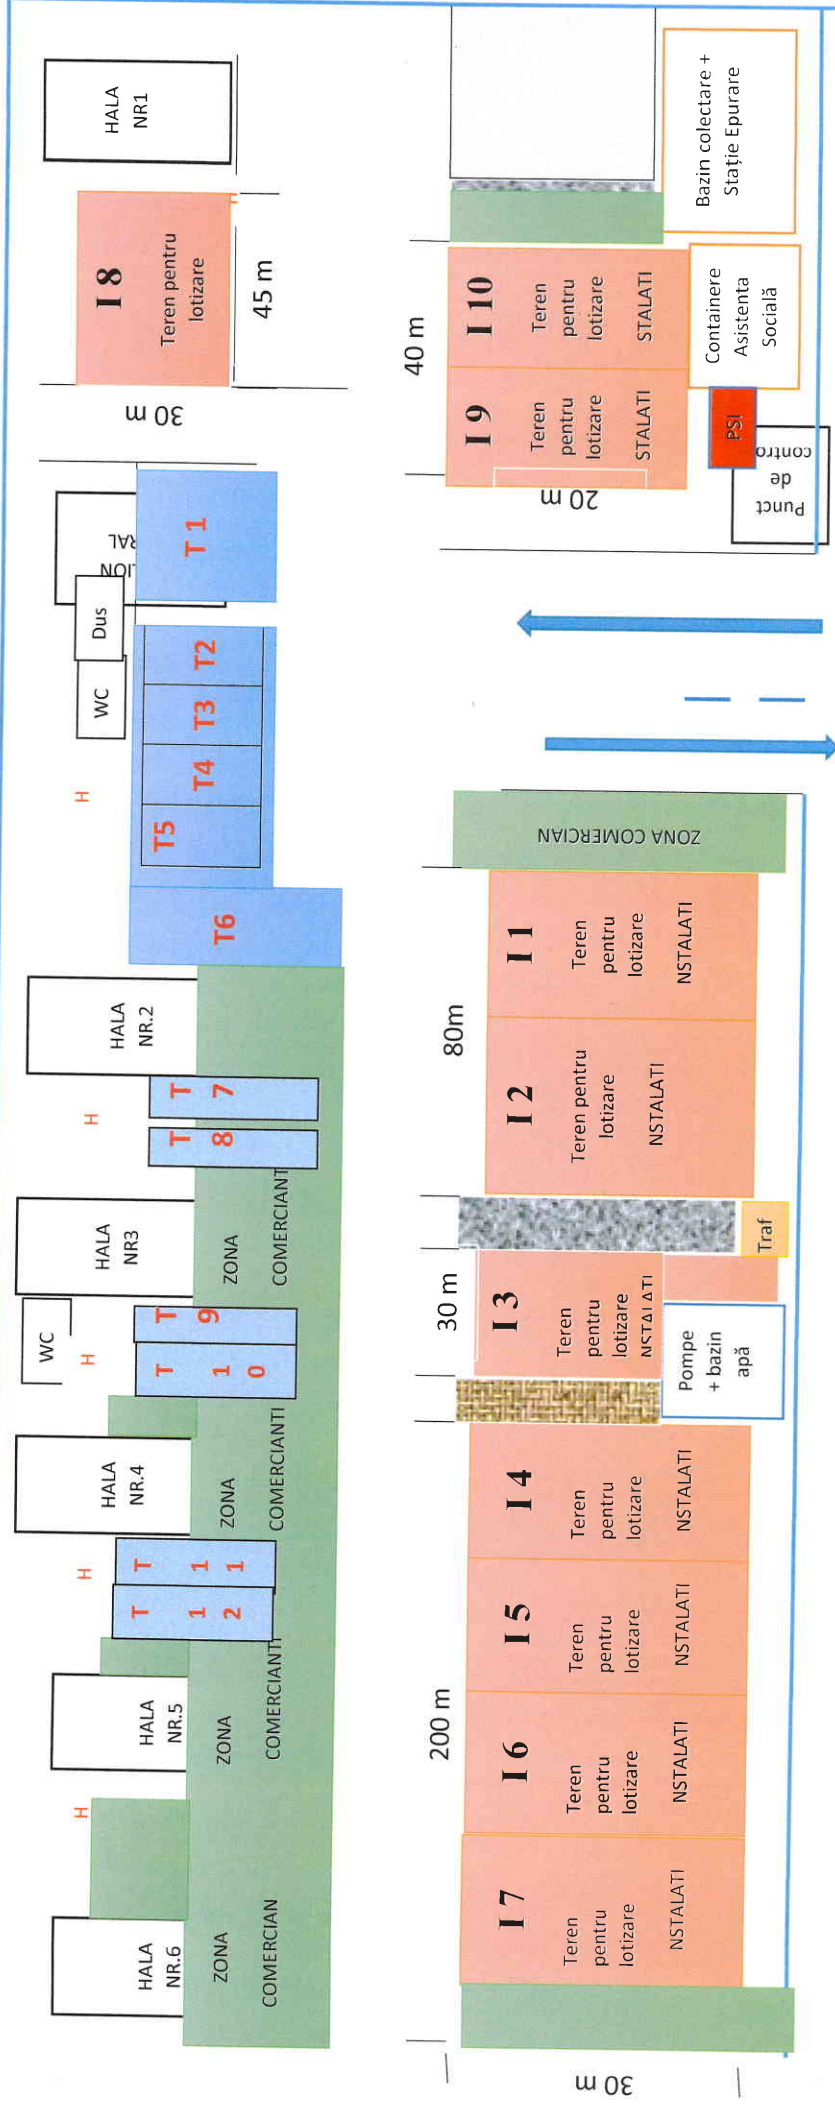 HALA
NR.6
H
HALA
NR.5
H
HALA
NR.4
WC
H
HALA
NR3
H
HALA
NR.2
H
WC
Dus
HALA
NR1
ZONA
COMERCIAN
ZONA
COMERCIANTI
T
1
2
T
1
1
ZONA
COMERCIANTI
T
1
0
T
9
ZONA
COMERCIANT
T
8
T
7
T6
T5
T4
T3
T2
T 1
30 m
I 8
Teren pentru
lotizare
H
45 m
200 m
30 m
80m
40 m
30 m
I 7
Teren
pentru
lotizare
NSTALATI
I 6
Teren
pentru
lotizare
NSTALATI
I 5
Teren
pentru
lotizare
NSTALATI
I 4
Teren
pentru
lotizare
NSTALATI
I 3
Teren
pentru
lotizare
NSTALATI
Pompe
+ bazin
apă
Traf
I 2
Teren pentru
lotizare
NSTALATI
I 1
Teren
pentru
lotizare
NSTALATI
ZONA COMERCIAN
20 m
I 9
Teren
pentru
lotizare
STALATI
I 10
Teren
pentru
lotizare
STALATI
Punct
de
contro
PSI
Containere
Asistenta
Socială
Bazin colectare +
Stație Epurare